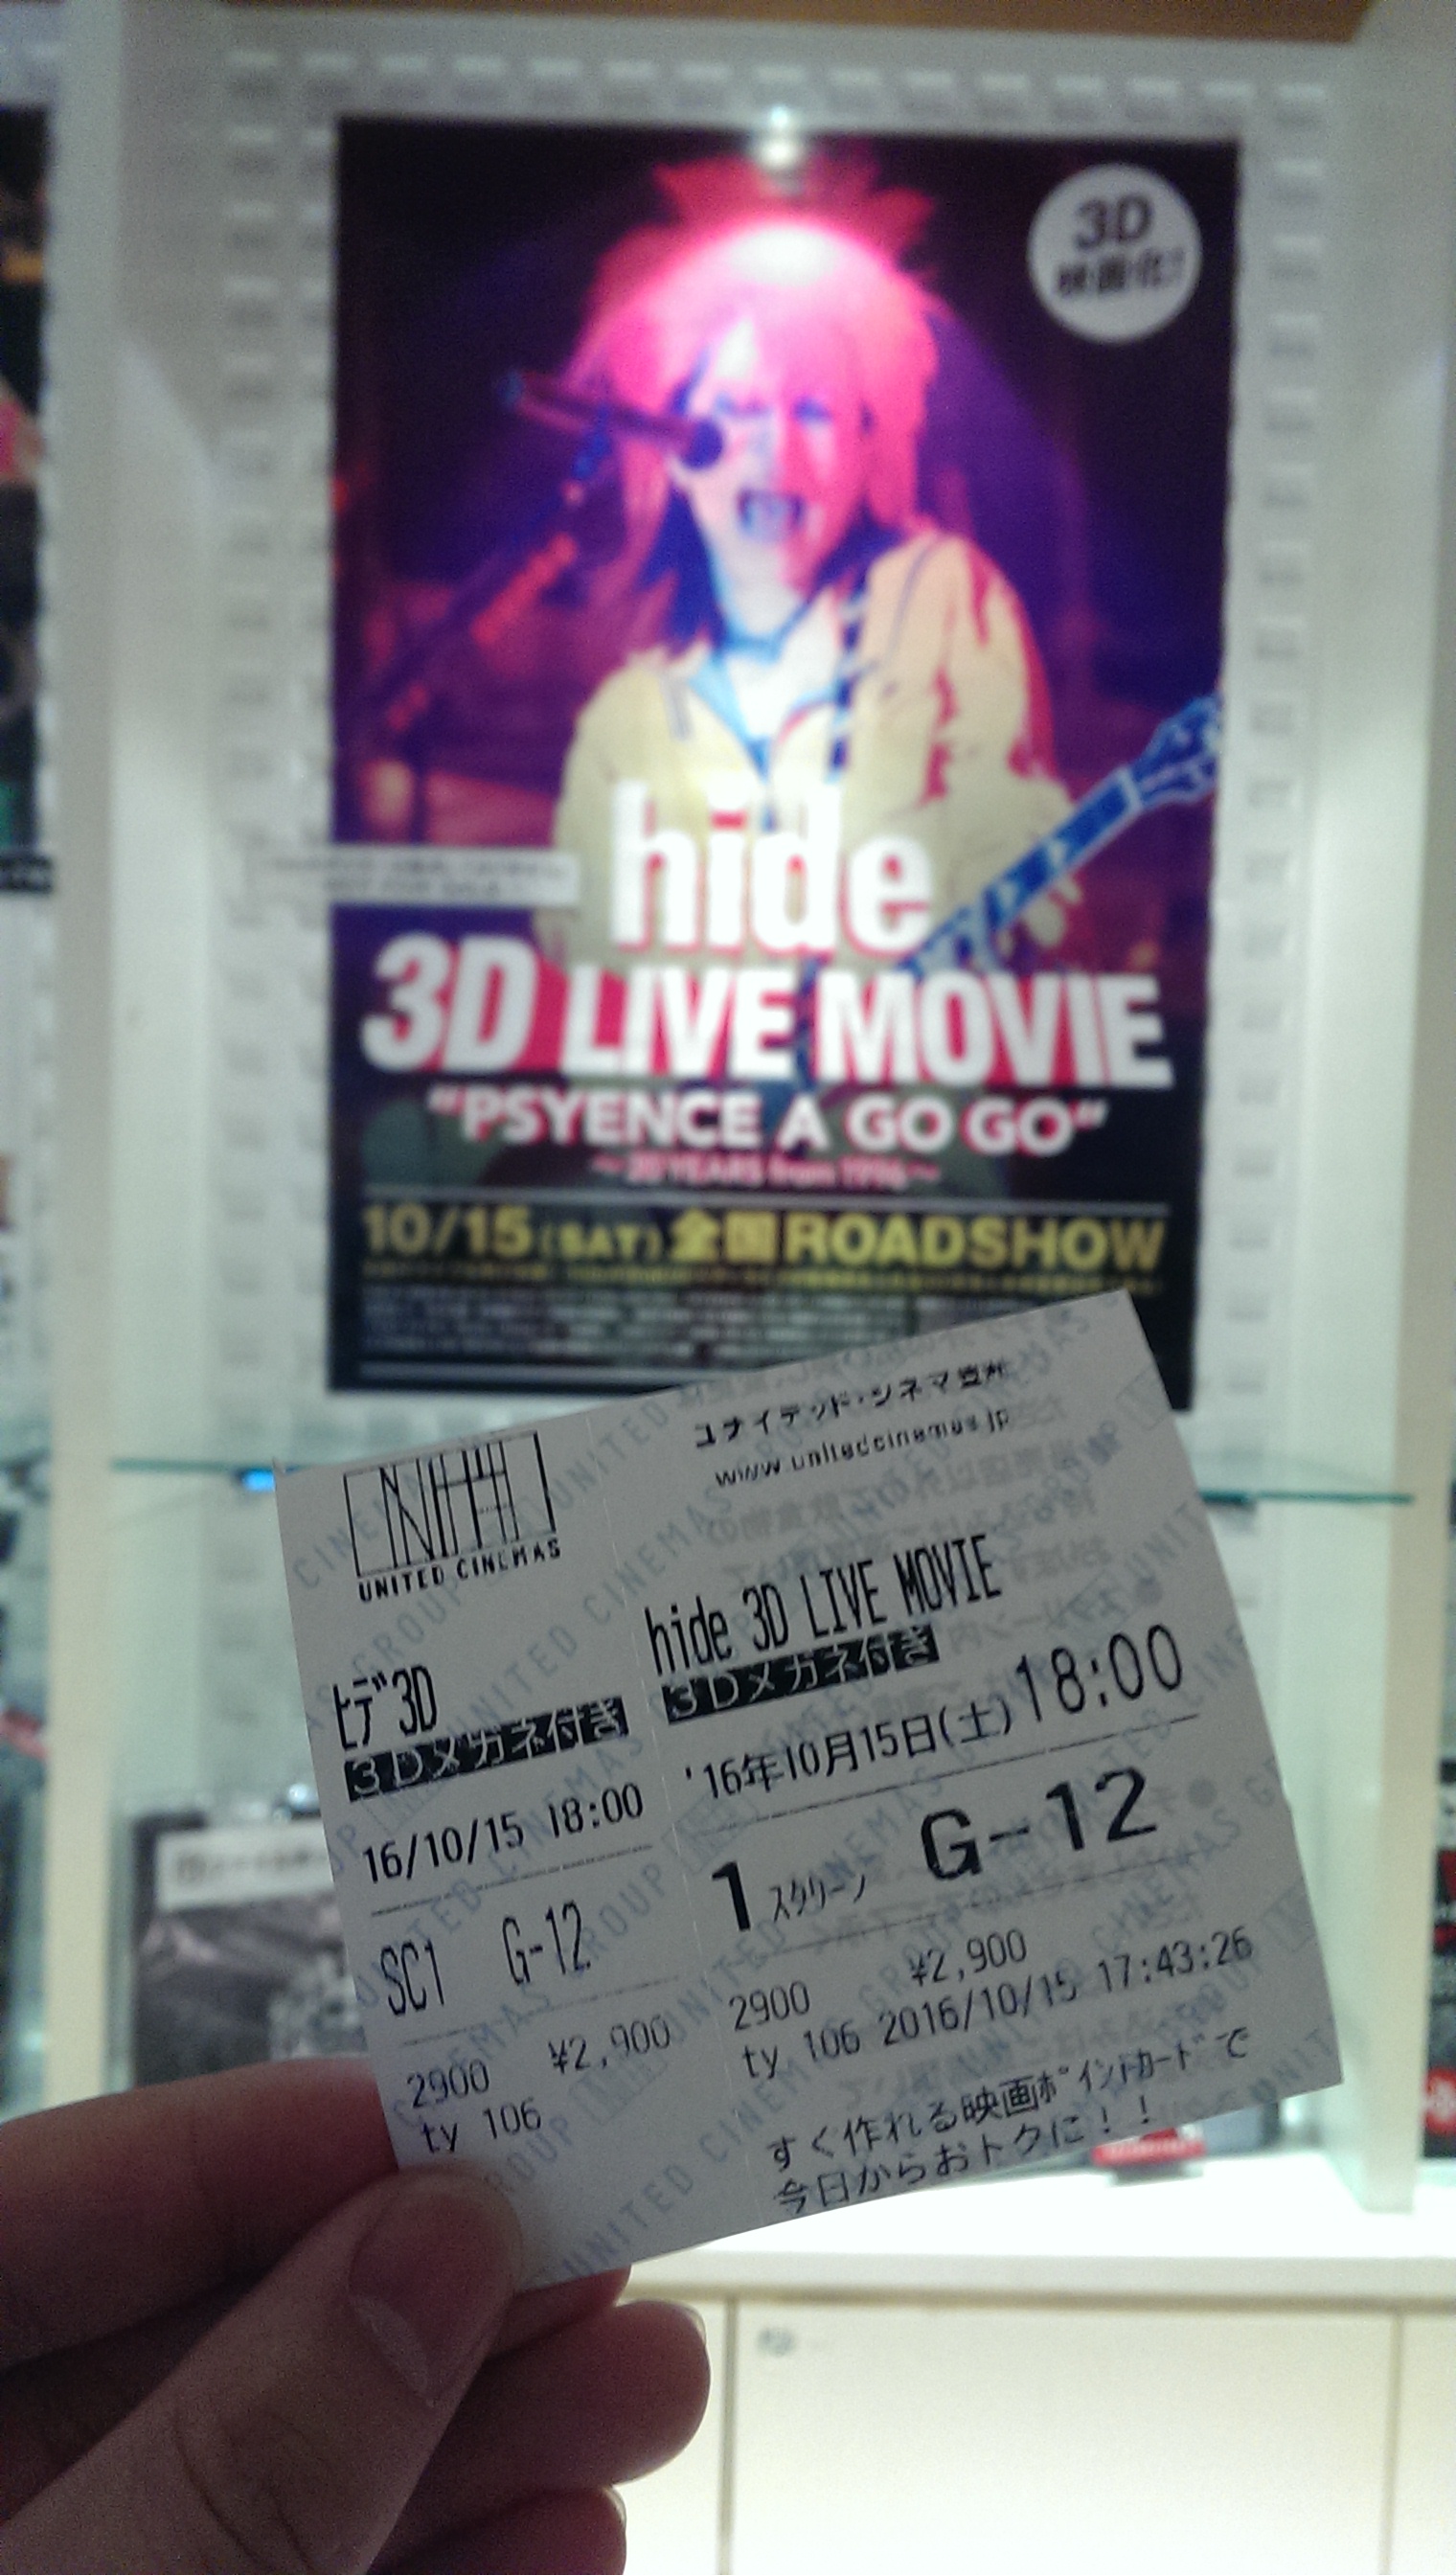 3D
映画化!
hide
3D LIVE MOVIE
"PSYENCE A GO GO"
～20 YEARS from 1996～
10/15(SAT)全国ROADSHOW
UNITED CINEMAS
ヒデ3D
3Dメガネ付き
16/10/15 18:00
SC1 G-12
2900 ¥2,900
ty 106
ユナイテッド・シネマ豊洲
www.unitedcinemas.jp
hide 3D LIVE MOVIE
3Dメガネ付き
'16年10月15日(土)18:00
1スクリーン G-12
2900 ¥2,900
ty 106 2016/10/15 17:43:26
すぐ作れる映画ポイントカードで
今日からおトクに!!